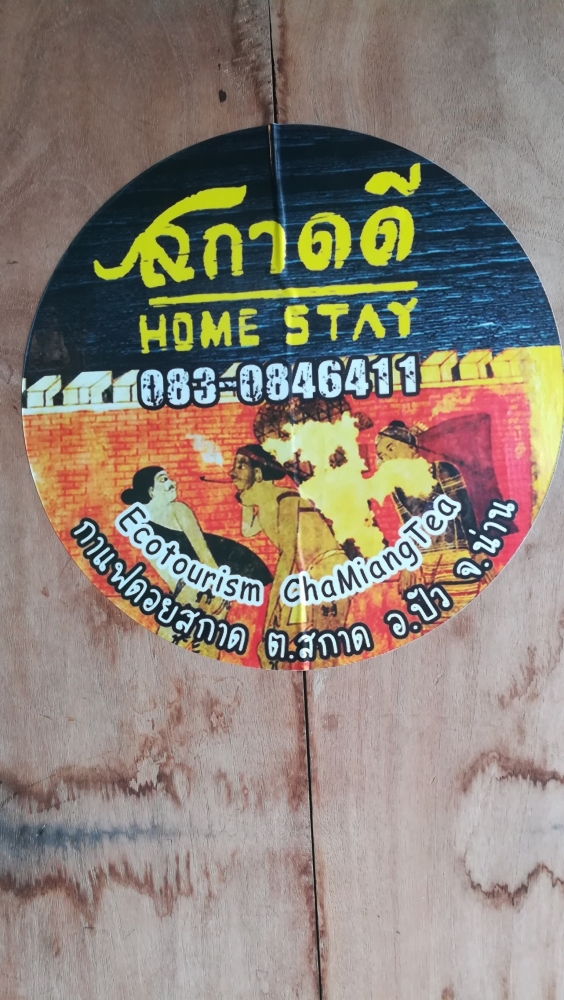 สกาดดี
HOME STAY
083-0846411
Ecotourism ChaMiangTea
กาแฟดอยสกาด ต.สกาด อ.ปัว จ.น่าน